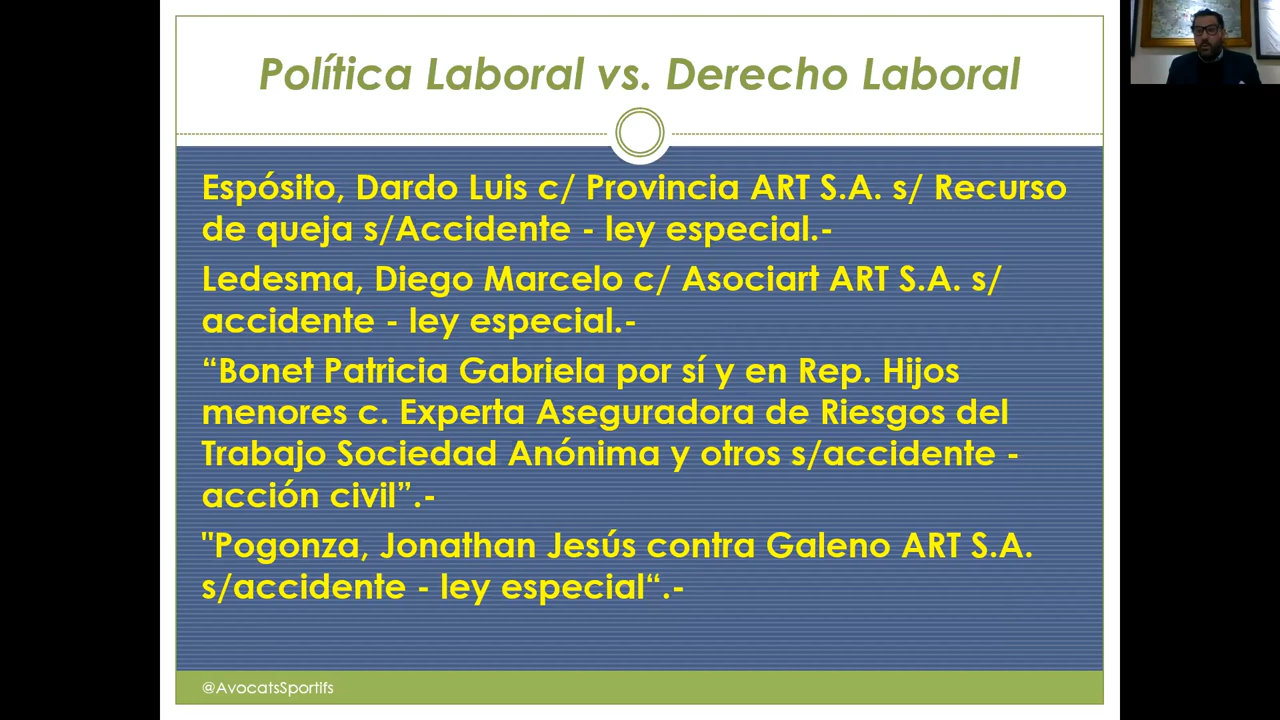 Política Laboral vs. Derecho Laboral
Espósito, Dardo Luis c/ Provincia ART S.A. s/ Recurso
de queja s/Accidente - ley especial.-
Ledesma, Diego Marcelo c/ Asociart ART S.A. s/
accidente - ley especial.-
“Bonet Patricia Gabriela por sí y en Rep. Hijos
menores c. Experta Aseguradora de Riesgos del
Trabajo Sociedad Anónima y otros s/accidente -
acción civil”.-
"Pogonza, Jonathan Jesús contra Galeno ART S.A.
s/accidente - ley especial“.-
@AvocatsSportifs